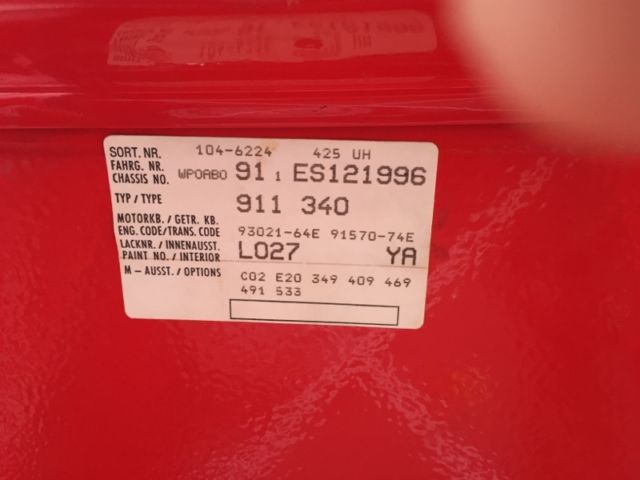 SORT. NR. 104-6224 425 UH
FAHRG. NR.
CHASSIS NO. WPOABO 91 1 ES121996
TYP / TYPE 911 340
MOTORKB. / GETR. KB.
ENG. CODE/TRANS. CODE 93021-64E 91570-74E
LACKNR. / INNENAUSST.
PAINT NO. / INTERIOR L027 YA
M – AUSST. / OPTIONS C02 E20 349 409 469
491 533